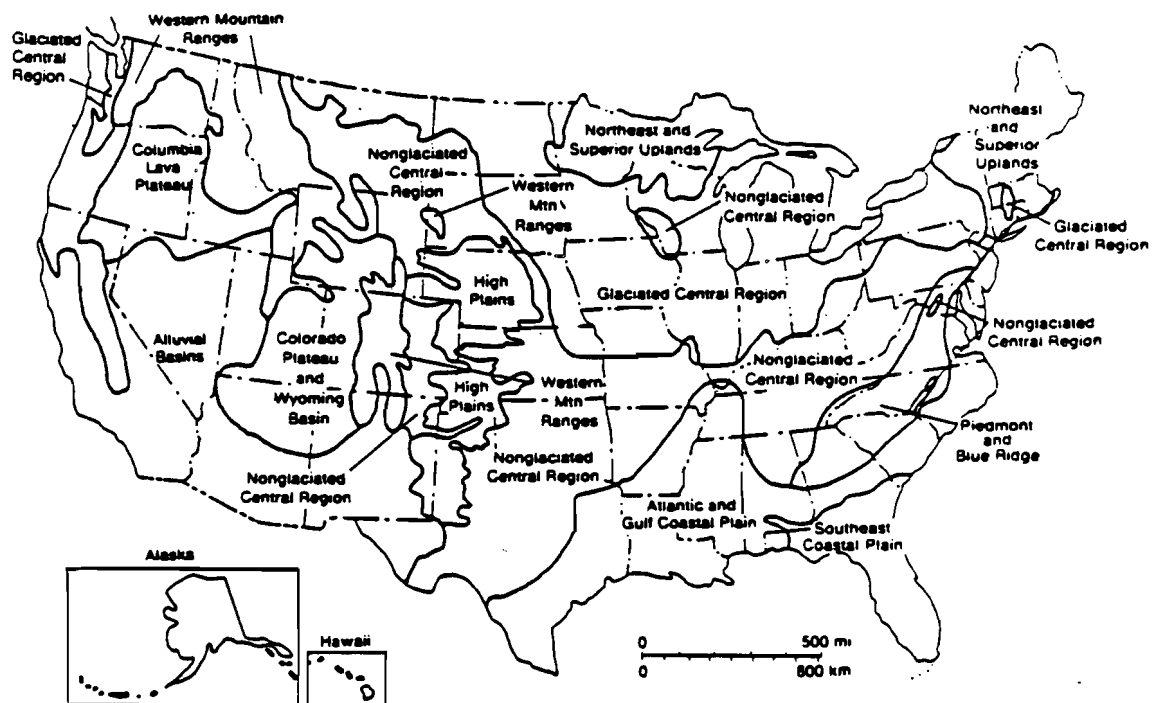 Western Mountain
Ranges
Glaciated
Central
Region
Columbia
Lava
Plateau
Nonglaciated
Central
Region
Western
Mtn
Ranges
Northeast and
Superior Uplands
Nonglaciated
Central Region
Northeast
and
Superior
Uplands
Glaciated
Central Region
High
Plains
Glaciated Central Region
Alluvial
Basins
Colorado
Plateau
and
Wyoming
Basin
Nonglaciated
Central
Region
Nonglaciated
Central Region
High
Plains
Western
Mtn
Ranges
Piedmont
and
Blue Ridge
Nonglaciated
Central Region
Nonglaciated
Central Region
Atlantic and
Gulf Coastal Plain
Southeast
Coastal Plain
Alaska
Hawaii
0 500 mi
0 800 km